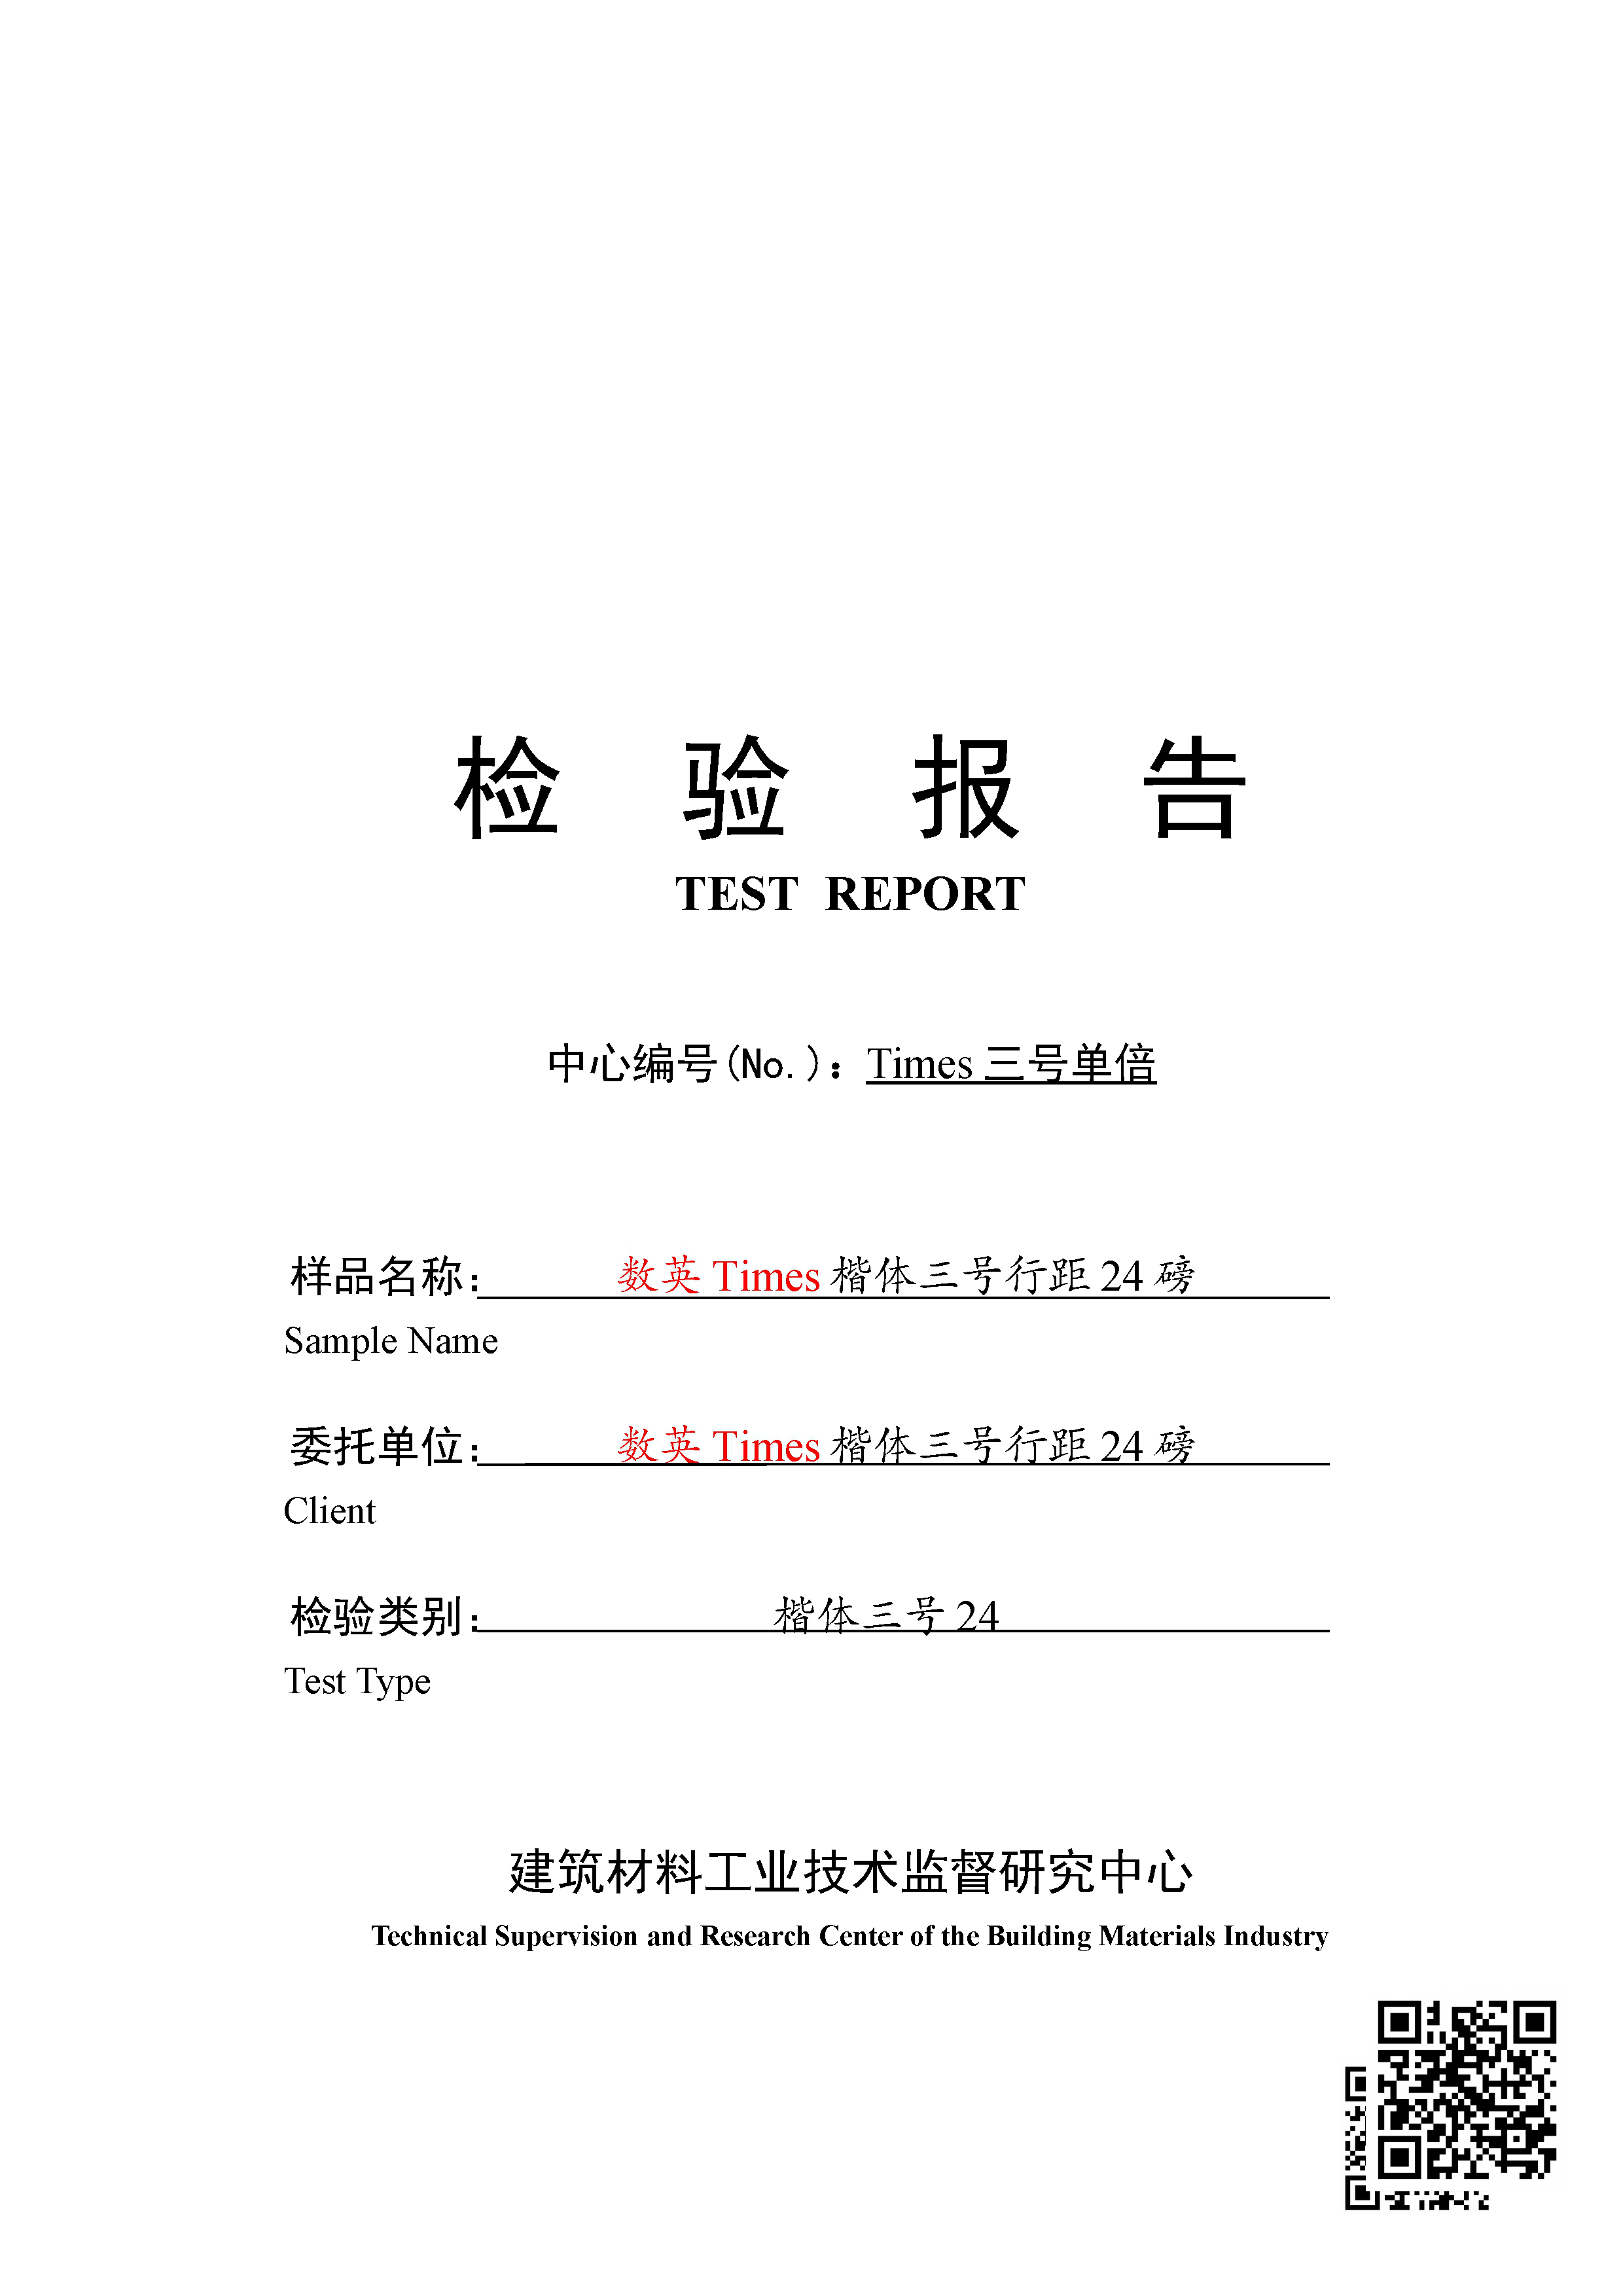 检 验 报 告
TEST REPORT
中心编号(No.)：Times 三号单倍
样品名称： 数英 Times 楷体三号行距 24 磅
Sample Name
委托单位： 数英 Times 楷体三号行距 24 磅
Client
检验类别： 楷体三号 24
Test Type
建筑材料工业技术监督研究中心
Technical Supervision and Research Center of the Building Materials Industry